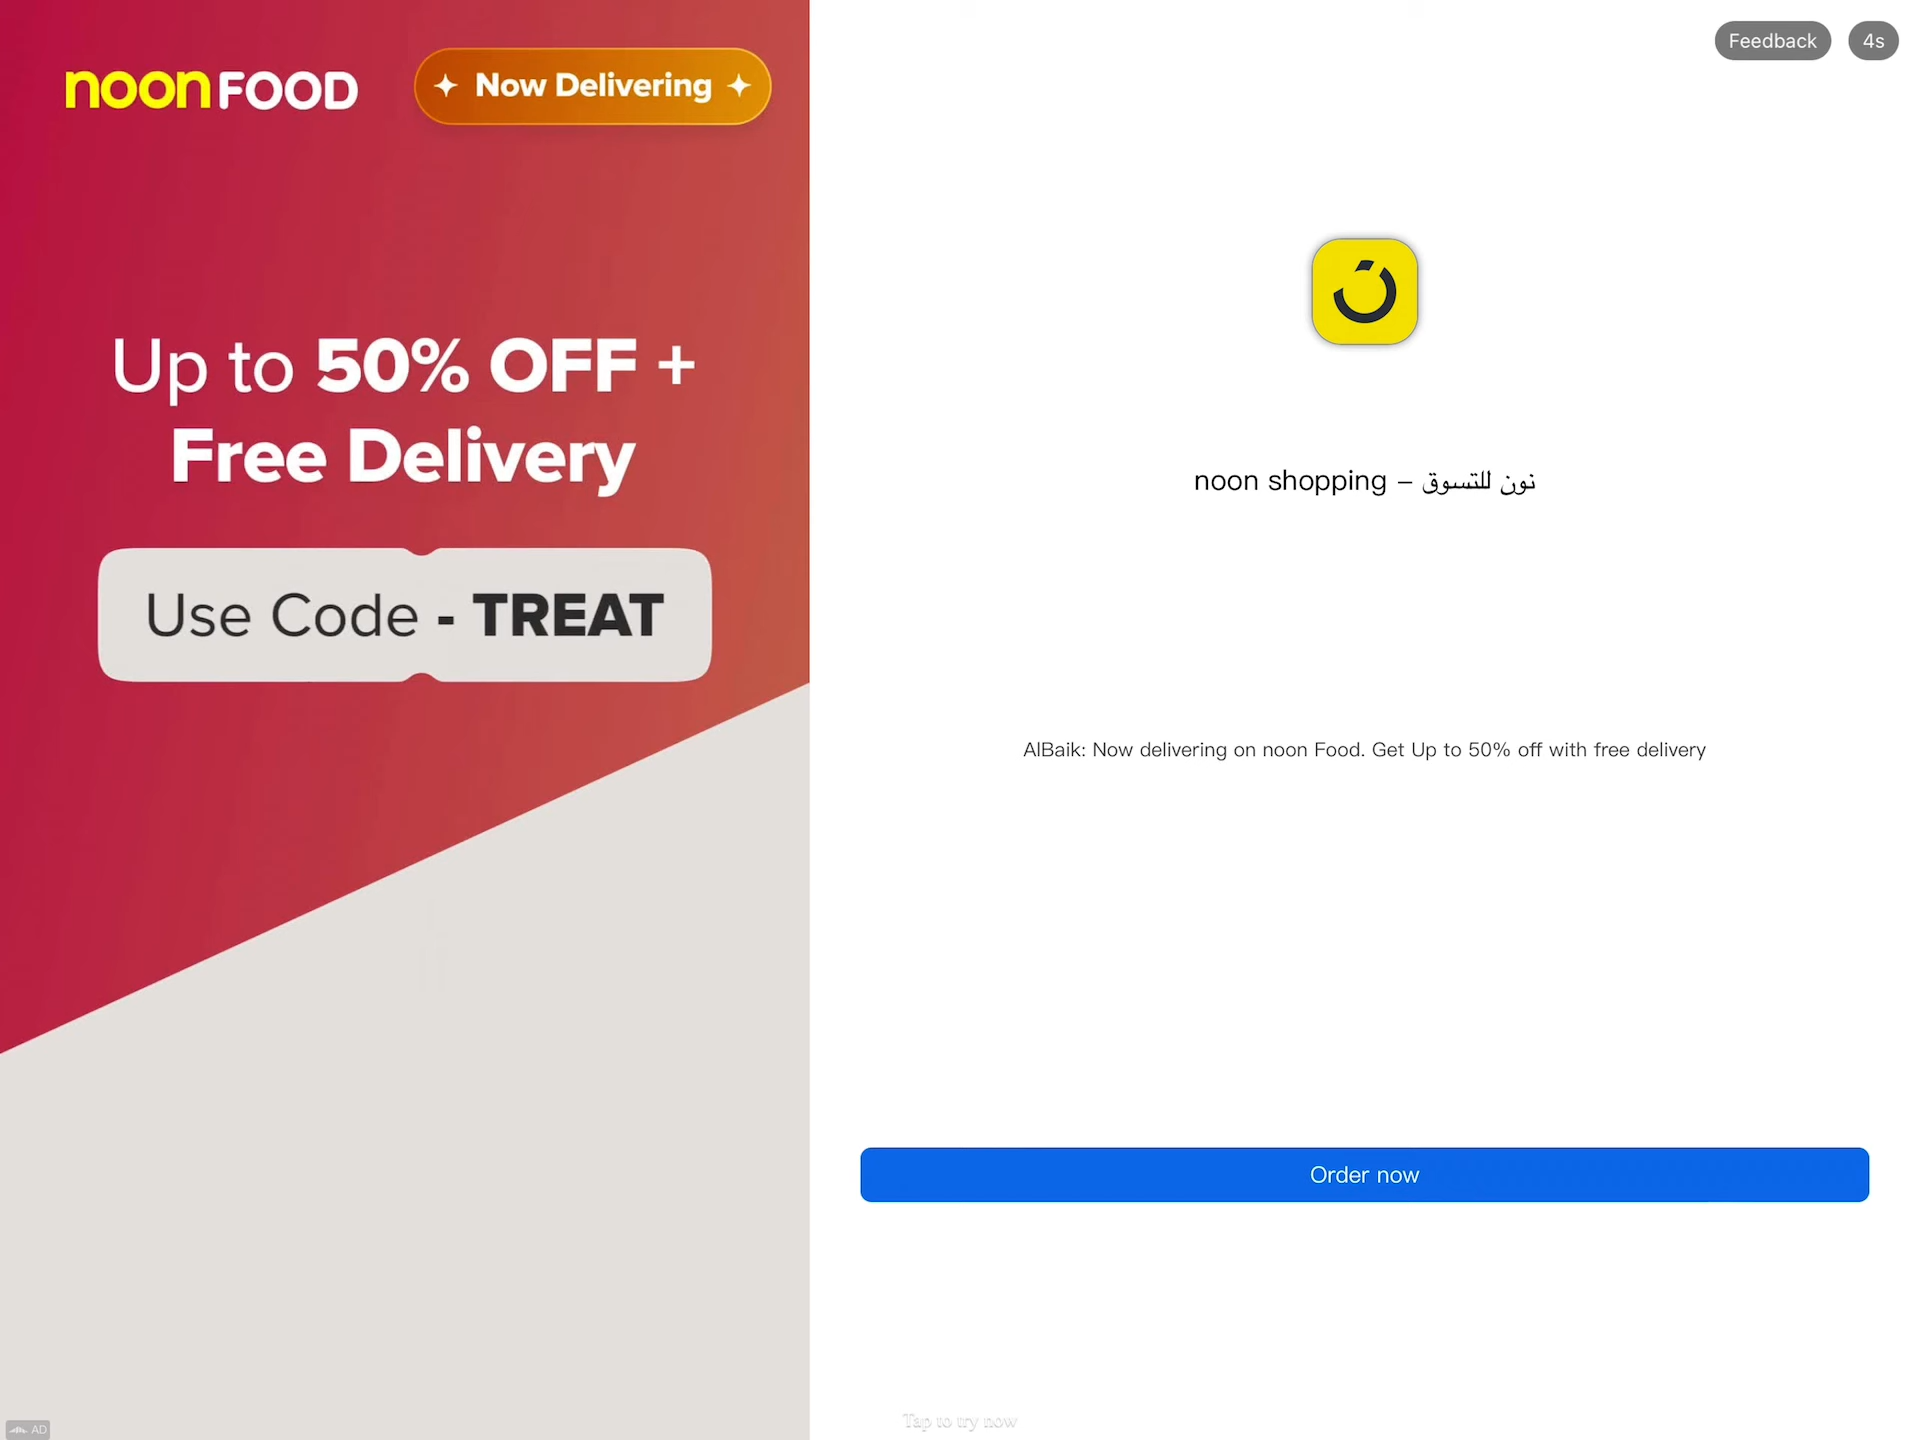 noon FOOD
Now Delivering
Up to 50% OFF +
Free Delivery
Use Code - TREAT
AD
Feedback
4s
noon shopping – نون للتسوق
AlBaik: Now delivering on noon Food. Get Up to 50% off with free delivery
Order now
Tap to try now